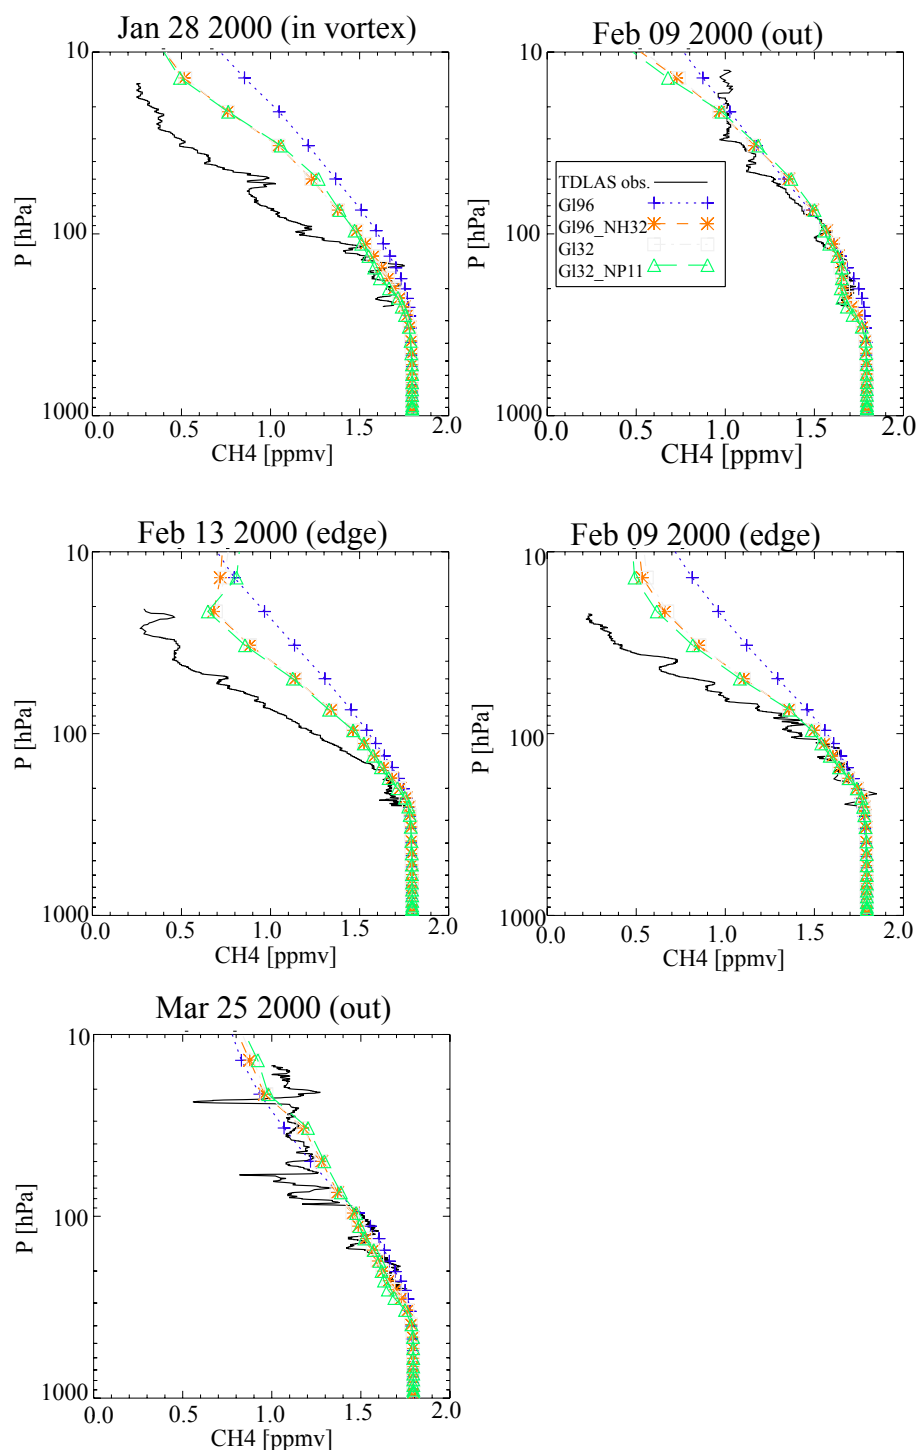 Jan 28 2000 (in vortex)
10
100
1000
P [hPa]
0.0 0.5 1.0 1.5 2.0
CH4 [ppmv]
Feb 09 2000 (out)
10
100
1000
P [hPa]
TDLAS obs.
Gl96
Gl96_NH32
Gl32
Gl32_NP11
0.0 0.5 1.0 1.5 2.0
CH4 [ppmv]
Feb 13 2000 (edge)
10
100
1000
P [hPa]
0.0 0.5 1.0 1.5 2.0
CH4 [ppmv]
Feb 09 2000 (edge)
10
100
1000
P [hPa]
0.0 0.5 1.0 1.5 2.0
CH4 [ppmv]
Mar 25 2000 (out)
10
100
1000
P [hPa]
0.0 0.5 1.0 1.5 2.0
CH4 [ppmv]